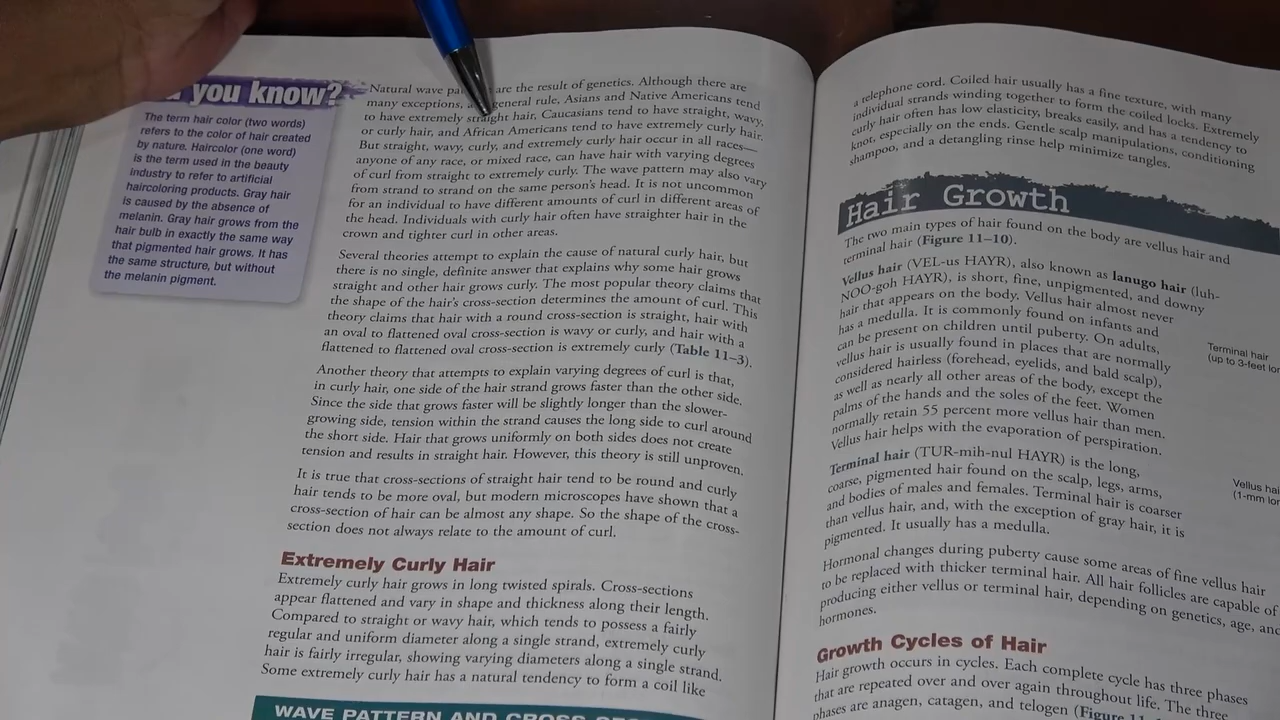 you know?
The term hair color (two words)
refers to the color of hair created
by nature. Haircolor (one word)
is the term used in the beauty
industry to refer to artificial
haircoloring products. Gray hair
is caused by the absence of
melanin. Gray hair grows from the
hair bulb in exactly the same way
that pigmented hair grows. It has
the same structure, but without
the melanin pigment.
Natural wave are the result of genetics. Although there are
many exceptions, general rule, Asians and Native Americans tend
to have extremely straight hair, Caucasians tend to have straight, wavy,
or curly hair, and African Americans tend to have extremely curly hair.
But straight, wavy, curly, and extremely curly hair occur in all races—
anyone of any race, or mixed race, can have hair with varying degrees
of curl from straight to extremely curly. The wave pattern may also vary
from strand to strand on the same person's head. It is not uncommon
for an individual to have different amounts of curl in different areas of
the head. Individuals with curly hair often have straighter hair in the
crown and tighter curl in other areas.
Several theories attempt to explain the cause of natural curly hair, but
there is no single, definite answer that explains why some hair grows
straight and other hair grows curly. The most popular theory claims that
the shape of the hair's cross-section determines the amount of curl. This
theory claims that hair with a round cross-section is straight, hair with
an oval to flattened oval cross-section is wavy or curly, and hair with a
flattened to flattened oval cross-section is extremely curly (Table 11–3).
Another theory that attempts to explain varying degrees of curl is that,
in curly hair, one side of the hair strand grows faster than the other side.
Since the side that grows faster will be slightly longer than the slower-
growing side, tension within the strand causes the long side to curl around
the short side. Hair that grows uniformly on both sides does not create
tension and results in straight hair. However, this theory is still unproven.
It is true that cross-sections of straight hair tend to be round and curly
hair tends to be more oval, but modern microscopes have shown that a
cross-section of hair can be almost any shape. So the shape of the cross-
section does not always relate to the amount of curl.
Extremely Curly Hair
Extremely curly hair grows in long twisted spirals. Cross-sections
appear flattened and vary in shape and thickness along their length.
Compared to straight or wavy hair, which tends to possess a fairly
regular and uniform diameter along a single strand, extremely curly
hair is fairly irregular, showing varying diameters along a single strand.
Some extremely curly hair has a natural tendency to form a coil like
WAVE PATTERN AND CROSS
a telephone cord. Coiled hair usually has a fine texture, with many
individual strands winding together to form the coiled locks. Extremely
curly hair often has low elasticity, breaks easily, and has a tendency to
knot, especially on the ends. Gentle scalp manipulations, conditioning
shampoo, and a detangling rinse help minimize tangles.
Hair Growth
The two main types of hair found on the body are vellus hair and
terminal hair (Figure 11–10).
Vellus hair (VEL-us HAYR), also known as lanugo hair (luh-
NOO-goh HAYR), is short, fine, unpigmented, and downy
hair that appears on the body. Vellus hair almost never
has a medulla. It is commonly found on infants and
can be present on children until puberty. On adults,
vellus hair is usually found in places that are normally
considered hairless (forehead, eyelids, and bald scalp),
as well as nearly all other areas of the body, except the
palms of the hands and the soles of the feet. Women
normally retain 55 percent more vellus hair than men.
Vellus hair helps with the evaporation of perspiration.
Terminal hair (TUR-mih-nul HAYR) is the long,
coarse, pigmented hair found on the scalp, legs, arms,
and bodies of males and females. Terminal hair is coarser
than vellus hair, and, with the exception of gray hair, it is
pigmented. It usually has a medulla.
Hormonal changes during puberty cause some areas of fine vellus hair
to be replaced with thicker terminal hair. All hair follicles are capable of
producing either vellus or terminal hair, depending on genetics, age, and
hormones.
Growth Cycles of Hair
Hair growth occurs in cycles. Each complete cycle has three phases
that are repeated over and over again throughout life. The three
phases are anagen, catagen, and telogen (Figure 11
Terminal hair
(up to 3-feet
Vellus
(1-mm